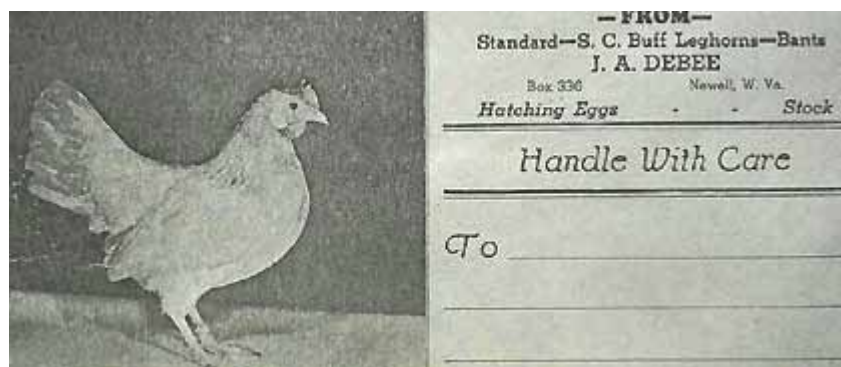 — FROM —
Standard—S. C. Buff Leghorns—Bants
J. A. DEBEE
Box 336 Newell, W. Va.
Hatching Eggs - - Stock
Handle With Care
To